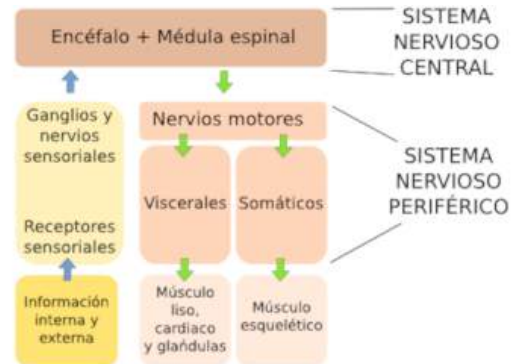 Encéfalo + Médula espinal
SISTEMA
NERVIOSO
CENTRAL
Ganglios y
nervios
sensoriales
Receptores
sensoriales
Información
interna y
externa
Nervios motores
Viscerales
Somáticos
Músculo
liso,
cardiaco
y glańdulas
Músculo
esquelético
SISTEMA
NERVIOSO
PERIFÉRICO